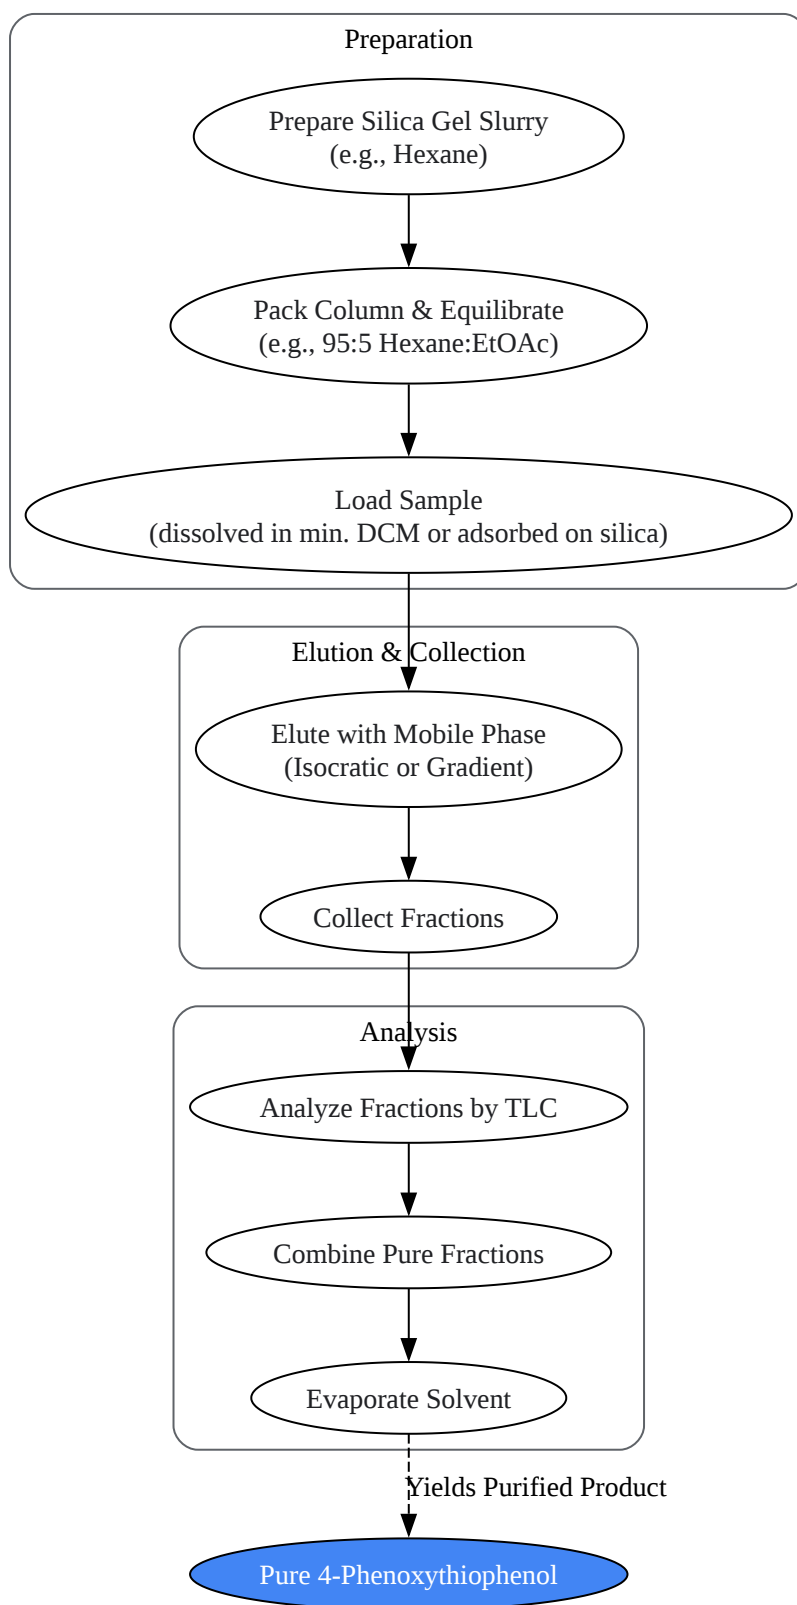 Preparation
Prepare Silica Gel Slurry
(e.g., Hexane)
Pack Column & Equilibrate
(e.g., 95:5 Hexane:EtOAc)
Load Sample
(dissolved in min. DCM or adsorbed on silica)
Elution & Collection
Elute with Mobile Phase
(Isocratic or Gradient)
Collect Fractions
Analysis
Analyze Fractions by TLC
Combine Pure Fractions
Evaporate Solvent
Yields Purified Product
Pure 4-Phenoxythiophenol